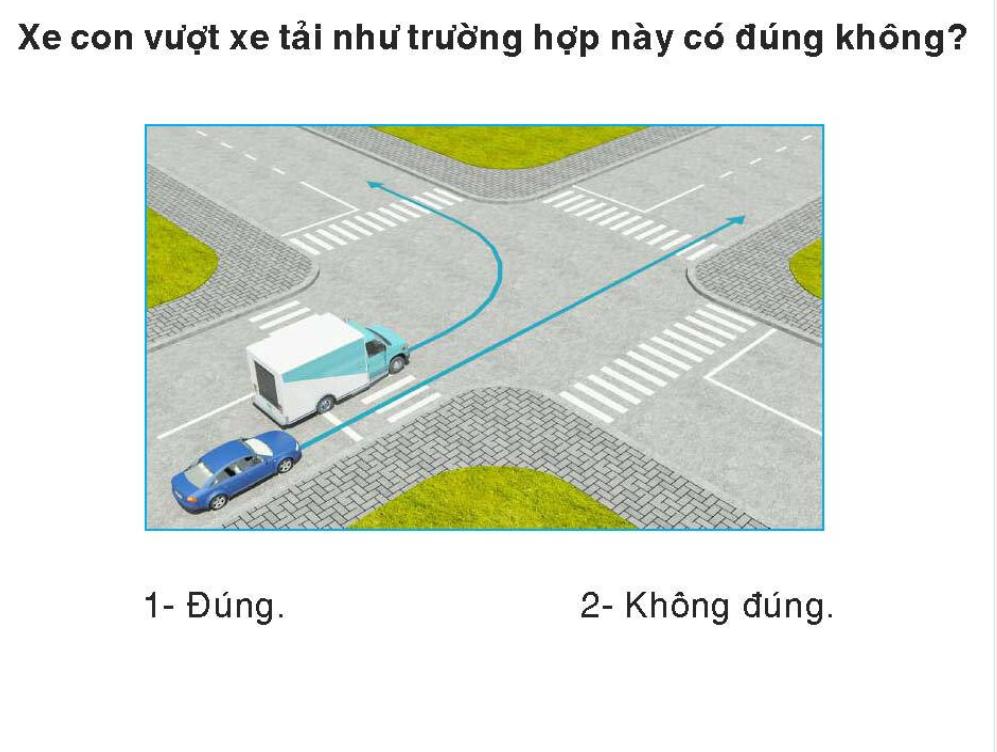 Xe con vượt xe tải như trường hợp này có đúng không?
1- Đúng. 2- Không đúng.